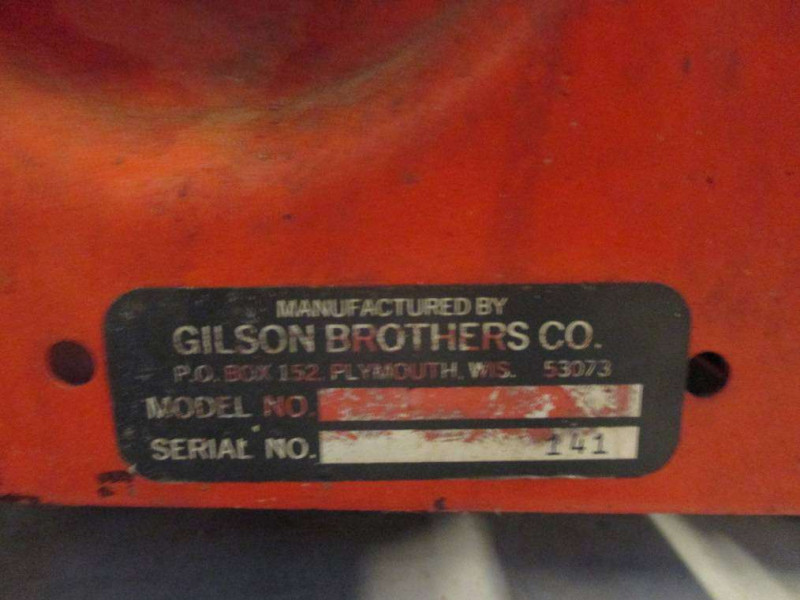 MANUFACTURED BY
GILSON BROTHERS CO.
P.O. BOX 152, PLYMOUTH, WIS. 53073
MODEL NO.
SERIAL NO. 141